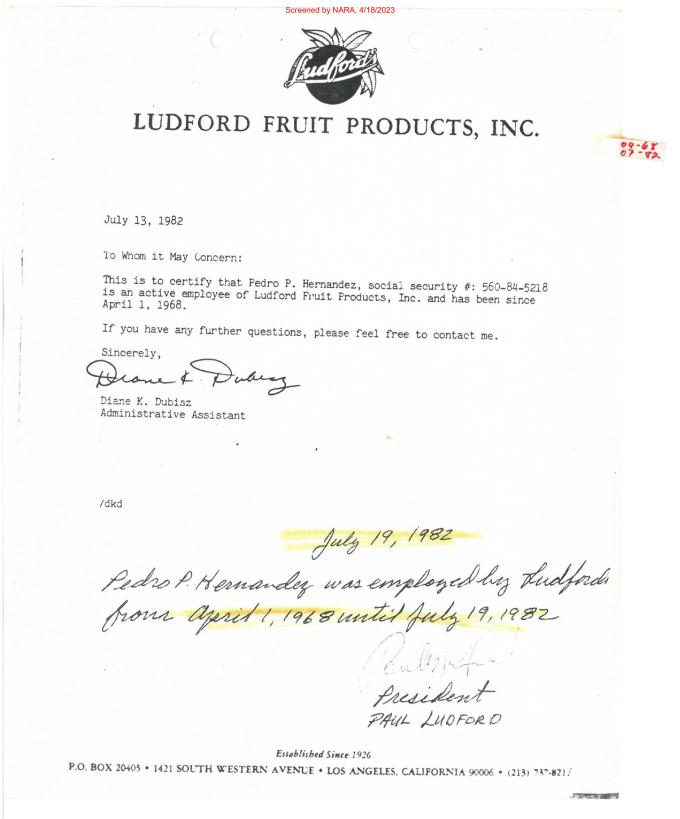 Screened by NARA, 4/18/2023
Ludford's
LUDFORD FRUIT PRODUCTS, INC.
04-68
07-82
July 13, 1982
To Whom it May Concern:
This is to certify that Pedro P. Hernandez, social security #: 560-84-5218
is an active employee of Ludford Fruit Products, Inc. and has been since
April 1, 1968.
If you have any further questions, please feel free to contact me.
Sincerely,
Diane K. Dubisz
Diane K. Dubisz
Administrative Assistant
/dkd
July 19, 1982
Pedro P. Hernandez was employed by Ludfords
from April 1, 1968 until July 19, 1982
President
PAUL LUDFORD
Established Since 1926
P.O. BOX 20405 • 1421 SOUTH WESTERN AVENUE • LOS ANGELES, CALIFORNIA 90006 • (213) 737-821